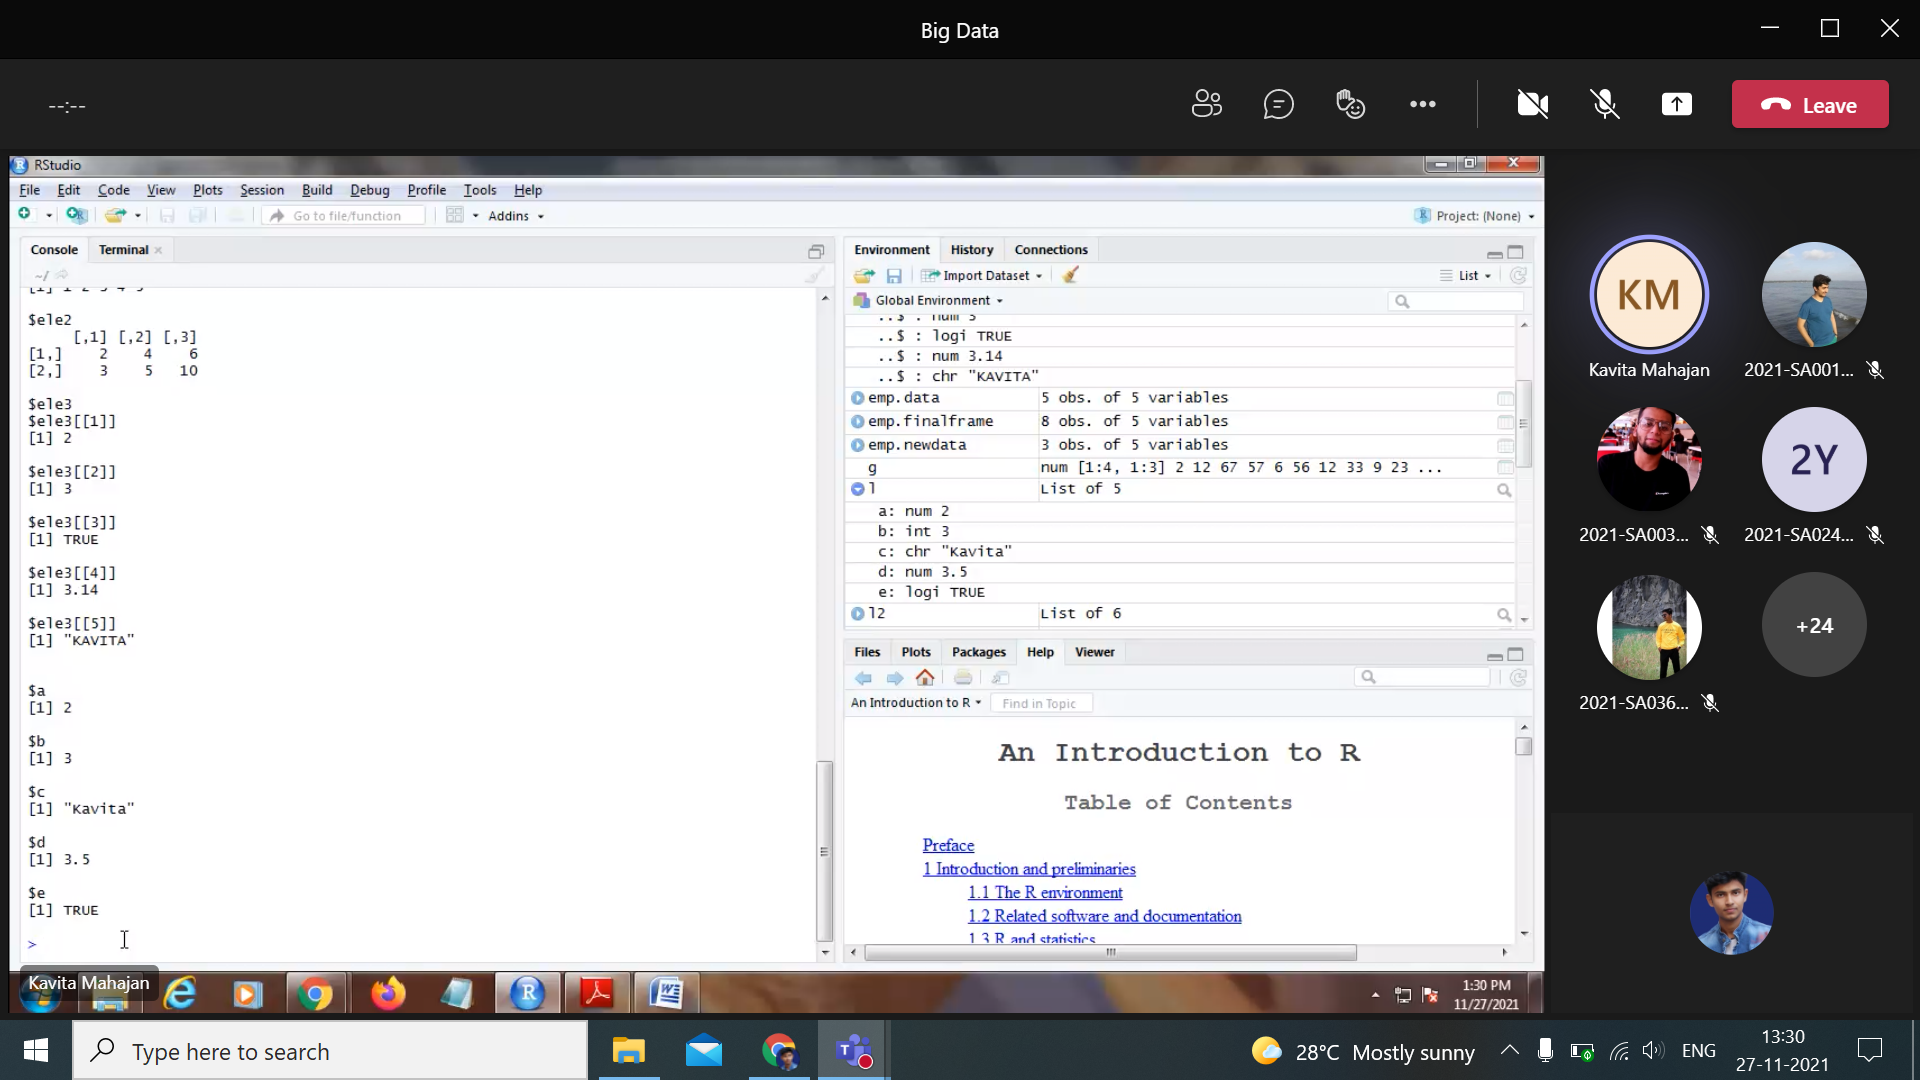 Big Data
--:--
Leave
RStudio
File Edit Code View Plots Session Build Debug Profile Tools Help
Go to file/function Addins
Project: (None)
Console Terminal
~/
$ele2
[,1] [,2] [,3]
[1,] 2 4 6
[2,] 3 5 10
$ele3
$ele3[[1]]
[1] 2
$ele3[[2]]
[1] 3
$ele3[[3]]
[1] TRUE
$ele3[[4]]
[1] 3.14
$ele3[[5]]
[1] "KAVITA"
$a
[1] 2
$b
[1] 3
$c
[1] "Kavita"
$d
[1] 3.5
$e
[1] TRUE
>
Environment History Connections
Import Dataset List
Global Environment
..$ : num 3
..$ : logi TRUE
..$ : num 3.14
..$ : chr "KAVITA"
emp.data 5 obs. of 5 variables
emp.finalframe 8 obs. of 5 variables
emp.newdata 3 obs. of 5 variables
g num [1:4, 1:3] 2 12 67 57 6 56 12 33 9 23 ...
l List of 5
a: num 2
b: int 3
c: chr "Kavita"
d: num 3.5
e: logi TRUE
l2 List of 6
Files Plots Packages Help Viewer
An Introduction to R Find in Topic
An Introduction to R
Table of Contents
Preface
1 Introduction and preliminaries
1.1 The R environment
1.2 Related software and documentation
1.3 R and statistics
Kavita Mahajan
1:30 PM
11/27/2021
KM
Kavita Mahajan
2021-SA001...
2021-SA003...
2Y
2021-SA024...
2021-SA036...
+24
Type here to search
28°C Mostly sunny
ENG
13:30
27-11-2021